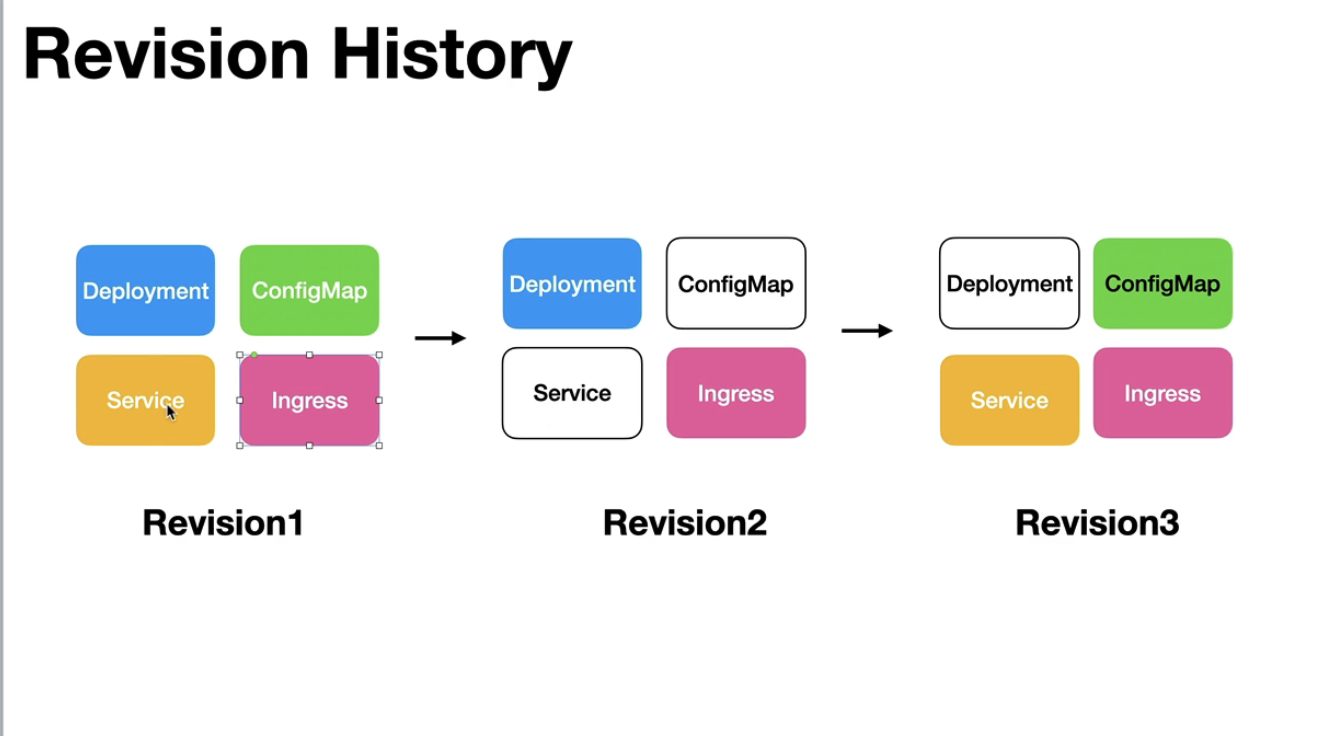 Revision History
Deployment ConfigMap
Service Ingress
Revision1
Deployment ConfigMap
Service Ingress
Revision2
Deployment ConfigMap
Service Ingress
Revision3